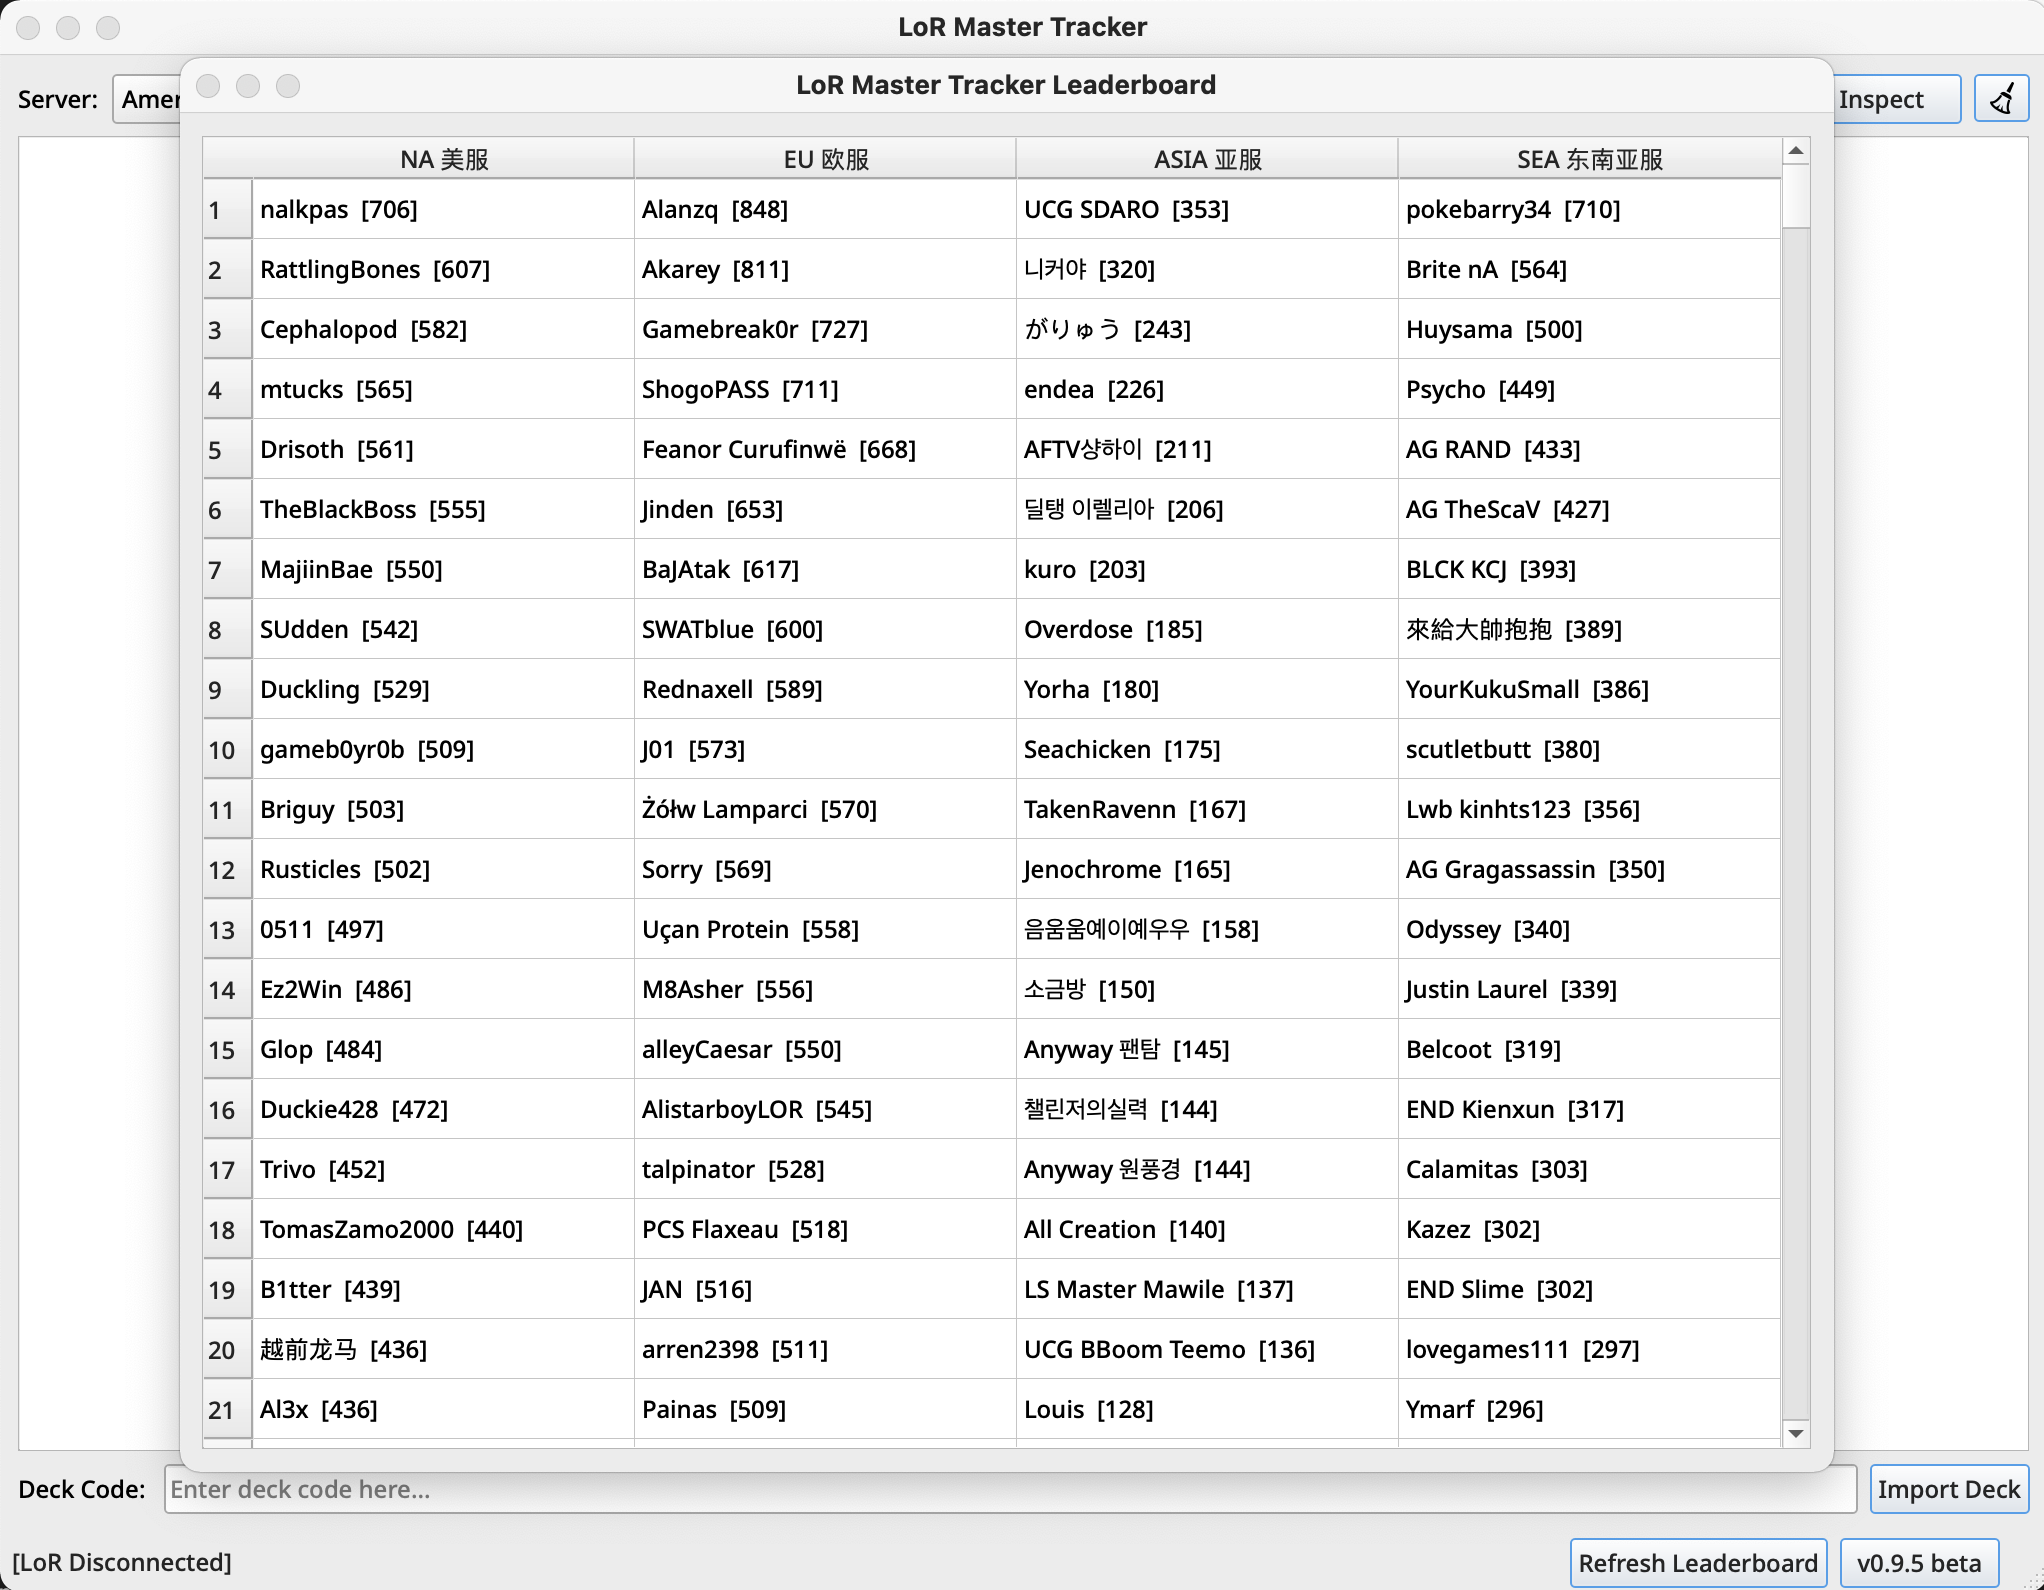 LoR Master Tracker
Server: Amer Inspect
LoR Master Tracker Leaderboard
NA 美服 EU 欧服 ASIA 亚服 SEA 东南亚服
1 nalkpas [706] Alanzq [848] UCG SDARO [353] pokebarry34 [710]
2 RattlingBones [607] Akarey [811] 니커야 [320] Brite nA [564]
3 Cephalopod [582] Gamebreak0r [727] がりゅう [243] Huysama [500]
4 mtucks [565] ShogoPASS [711] endea [226] Psycho [449]
5 Drisoth [561] Feanor Curufinwë [668] AFTV샹하이 [211] AG RAND [433]
6 TheBlackBoss [555] Jinden [653] 딜탱 이렐리아 [206] AG TheScaV [427]
7 MajiinBae [550] BaJAtak [617] kuro [203] BLCK KCJ [393]
8 SUdden [542] SWATblue [600] Overdose [185] 來給大帥抱抱 [389]
9 Duckling [529] Rednaxell [589] Yorha [180] YourKukuSmall [386]
10 gameb0yr0b [509] J01 [573] Seachicken [175] scutletbutt [380]
11 Briguy [503] Żółw Lamparci [570] TakenRavenn [167] Lwb kinhts123 [356]
12 Rusticles [502] Sorry [569] Jenochrome [165] AG Gragassassin [350]
13 0511 [497] Uçan Protein [558] 음움움예이예우우 [158] Odyssey [340]
14 Ez2Win [486] M8Asher [556] 소금방 [150] Justin Laurel [339]
15 Glop [484] alleyCaesar [550] Anyway 팬탐 [145] Belcoot [319]
16 Duckie428 [472] AlistarboyLOR [545] 챌린저의실력 [144] END Kienxun [317]
17 Trivo [452] talpinator [528] Anyway 원풍경 [144] Calamitas [303]
18 TomasZamo2000 [440] PCS Flaxeau [518] All Creation [140] Kazez [302]
19 B1tter [439] JAN [516] LS Master Mawile [137] END Slime [302]
20 越前龙马 [436] arren2398 [511] UCG BBoom Teemo [136] lovegames111 [297]
21 Al3x [436] Painas [509] Louis [128] Ymarf [296]
Deck Code: Enter deck code here... Import Deck
[LoR Disconnected] Refresh Leaderboard v0.9.5 beta